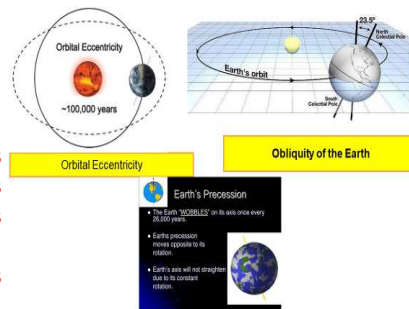 Orbital Eccentricity
~100,000 years
Orbital Eccentricity
23.5°
North
Celestial Pole
Earth's orbit
South
Celestial Pole
Obliquity of the Earth
Earth's Precession
• The Earth "WOBBLES" on its axis once every
26,000 years.
• Earths precession
moves opposite to its
rotation.
• Earth's axis will not straighten
due to its constant
rotation.